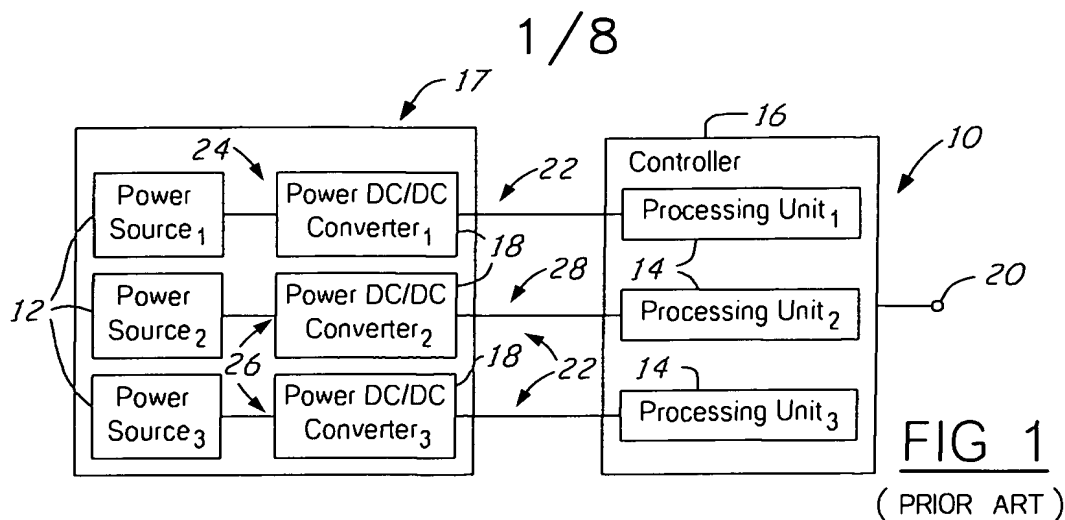 1/8
17
16
10
24
22
Controller
Power
Source1
Power DC/DC
Converter1
Processing Unit1
18
14
28
20
12
Power
Source2
Power DC/DC
Converter2
Processing Unit2
26
18
22
14
Power
Source3
Power DC/DC
Converter3
Processing Unit3
FIG 1
(PRIOR ART)